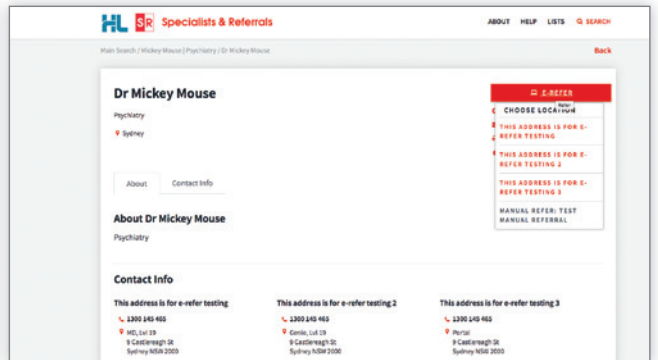 HL SR Specialists & Referrals
ABOUT HELP LISTS SEARCH
Main Search / Mickey Mouse | Psychiatry / Dr Mickey Mouse
Back
Dr Mickey Mouse
Psychiatry
Sydney
E-REFER
Refer
CHOOSE LOCATION
THIS ADDRESS IS FOR E-
REFER TESTING
THIS ADDRESS IS FOR E-
REFER TESTING 2
THIS ADDRESS IS FOR E-
REFER TESTING 3
MANUAL REFER: TEST
MANUAL REFERRAL
About Contact Info
About Dr Mickey Mouse
Psychiatry
Contact Info
This address is for e-refer testing
1300 145 465
MD, Lvl 19
9 Castlereagh St
Sydney NSW 2000
This address is for e-refer testing 2
1300 145 465
Genie, Lvl 19
9 Castlereagh St
Sydney NSW 2000
This address is for e-refer testing 3
1300 145 465
Portal
9 Castlereagh St
Sydney NSW 2000